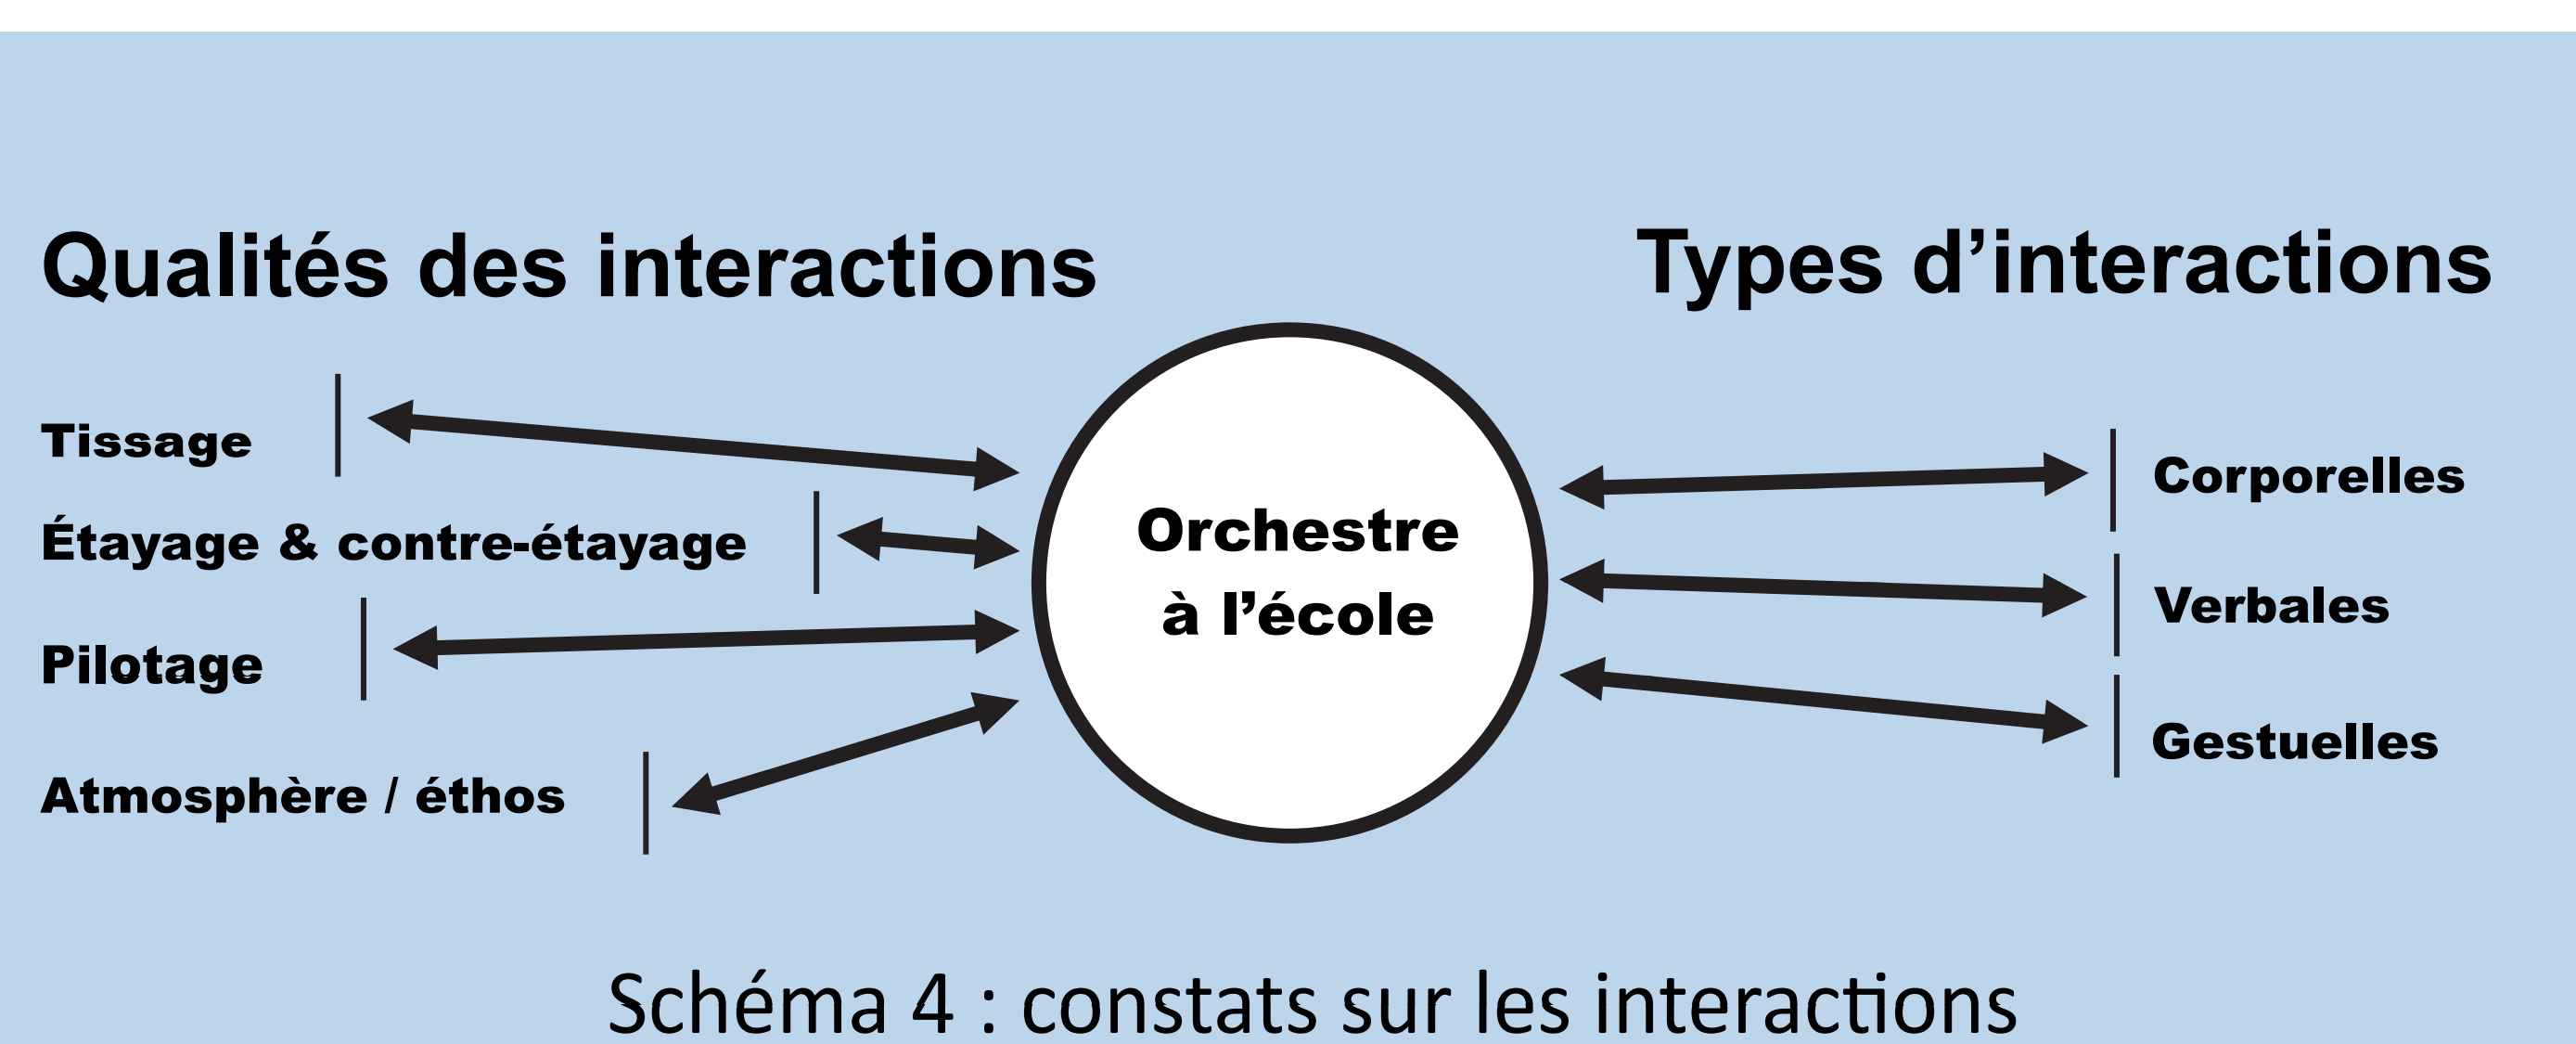 Qualités des interactions
Types d’interactions
Tissage
Étayage & contre-étayage
Pilotage
Atmosphère / éthos
Orchestre
à l’école
Corporelles
Verbales
Gestuelles
Schéma 4 : constats sur les interactions